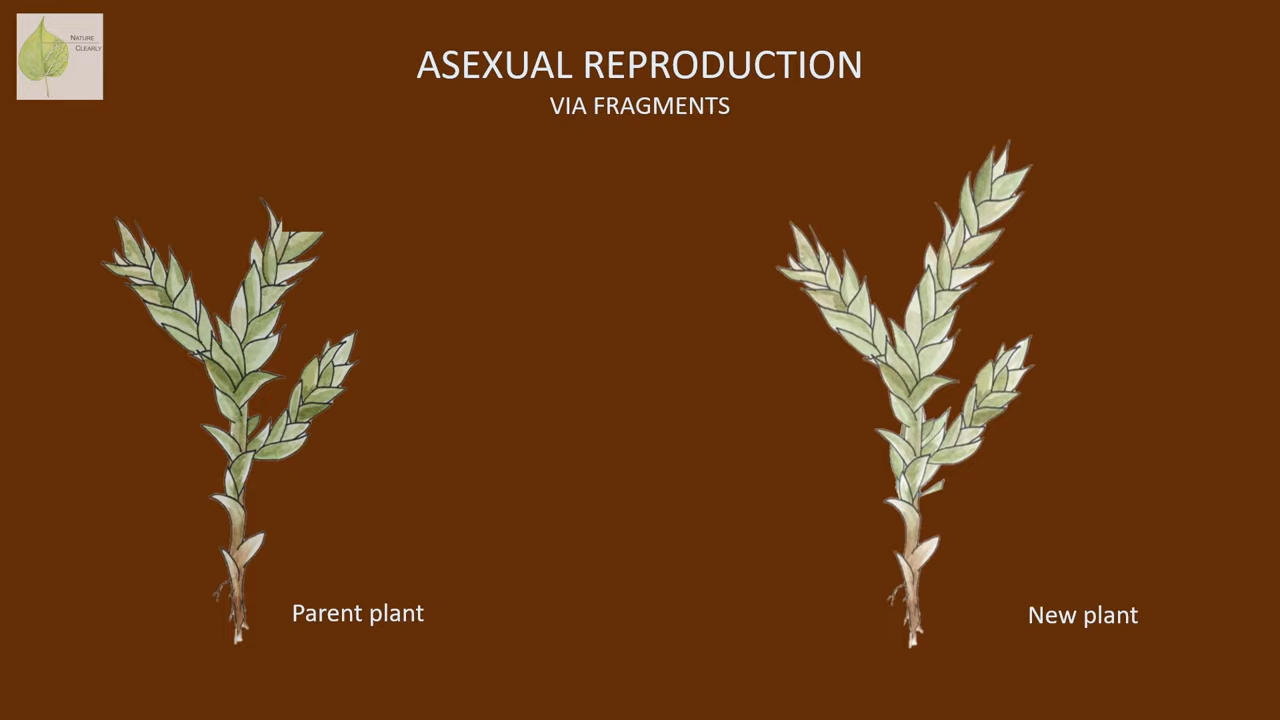 NATURE
CLEARLY
ASEXUAL REPRODUCTION
VIA FRAGMENTS
Parent plant
New plant